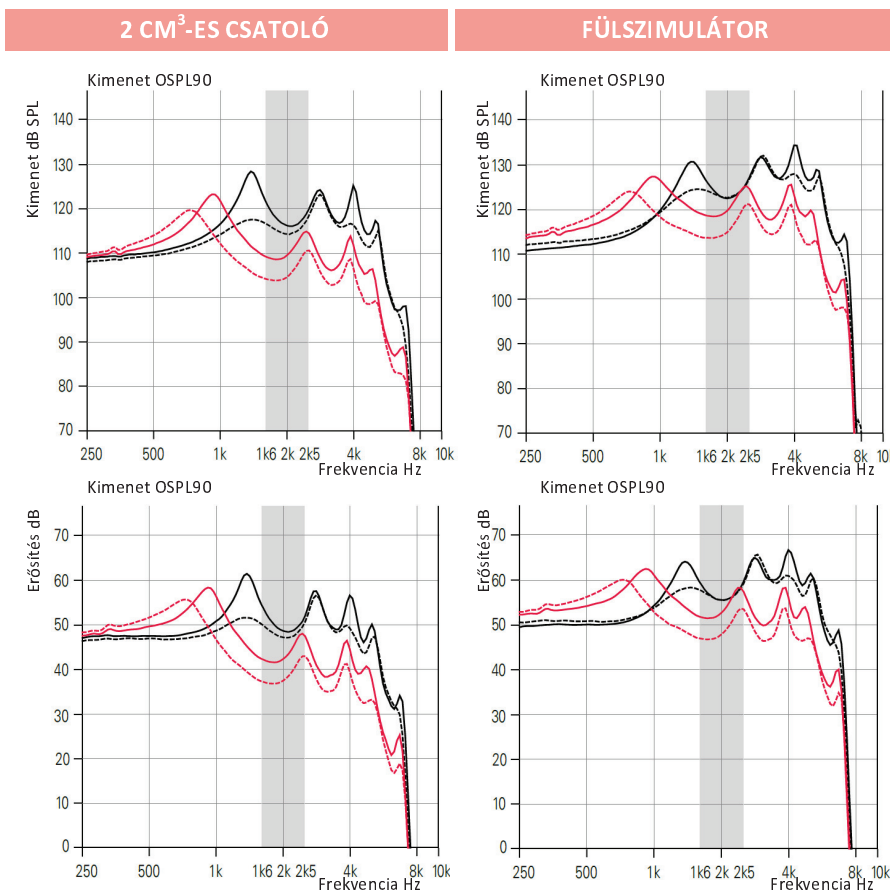 2 CM³-ES CSATOLÓ
FÜLSZIMULÁTOR
Kimenet OSPL90
Kimenet dB SPL
140
130
120
110
100
90
80
70
250 500 1k 1k6 2k 2k5 4k 8k 10k
Frekvencia Hz
Kimenet OSPL90
Kimenet dB SPL
140
130
120
110
100
90
80
70
250 500 1k 1k6 2k 2k5 4k 8k 10k
Frekvencia Hz
Kimenet OSPL90
Erősítés dB
70
60
50
40
30
20
10
0
250 500 1k 1k6 2k 2k5 4k 8k 10k
Frekvencia Hz
Kimenet OSPL90
Erősítés dB
70
60
50
40
30
20
10
0
250 500 1k 1k6 2k 2k5 4k 8k 10k
Frekvencia Hz